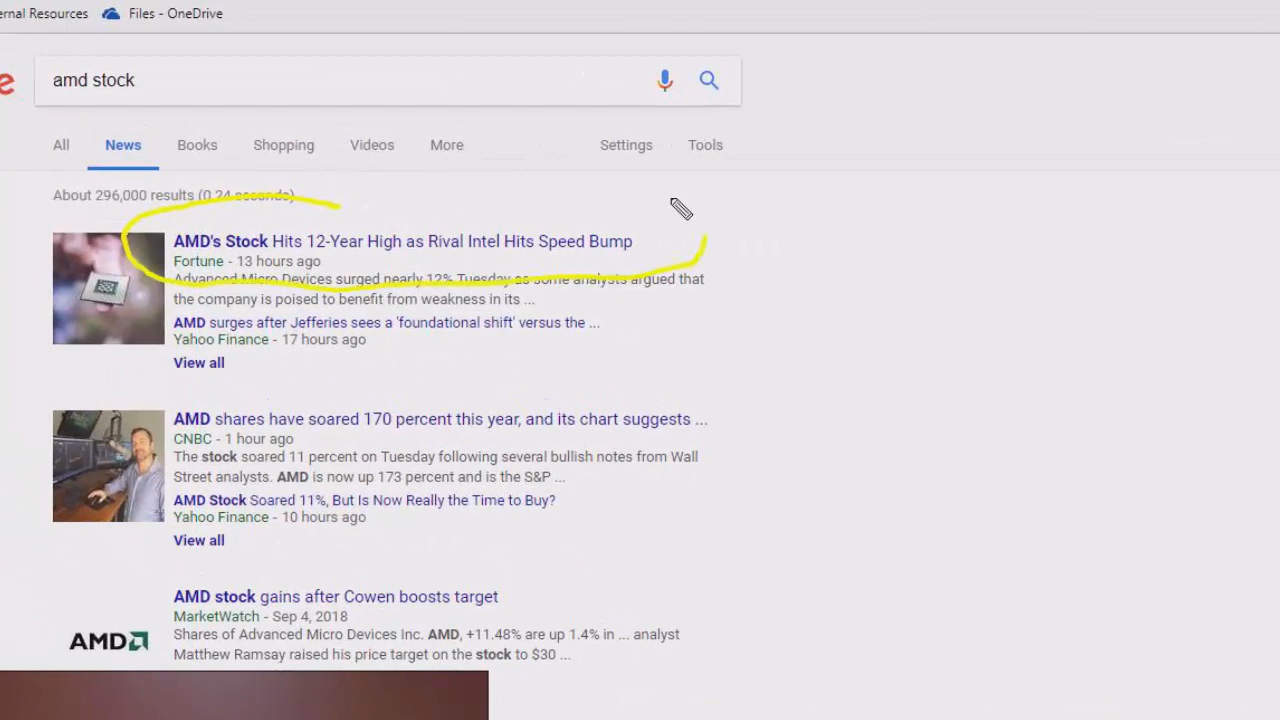 ernal Resources Files - OneDrive
e amd stock
All News Books Shopping Videos More Settings Tools
About 296,000 results (0.24 seconds)
AMD's Stock Hits 12-Year High as Rival Intel Hits Speed Bump
Fortune - 13 hours ago
Advanced Micro Devices surged nearly 12% Tuesday as some analysts argued that
the company is poised to benefit from weakness in its ...
AMD surges after Jefferies sees a 'foundational shift' versus the ...
Yahoo Finance - 17 hours ago
View all
AMD shares have soared 170 percent this year, and its chart suggests ...
CNBC - 1 hour ago
The stock soared 11 percent on Tuesday following several bullish notes from Wall
Street analysts. AMD is now up 173 percent and is the S&P ...
AMD Stock Soared 11%, But Is Now Really the Time to Buy?
Yahoo Finance - 10 hours ago
View all
AMD stock gains after Cowen boosts target
MarketWatch - Sep 4, 2018
Shares of Advanced Micro Devices Inc. AMD, +11.48% are up 1.4% in ... analyst
AMD
Matthew Ramsay raised his price target on the stock to $30 ...